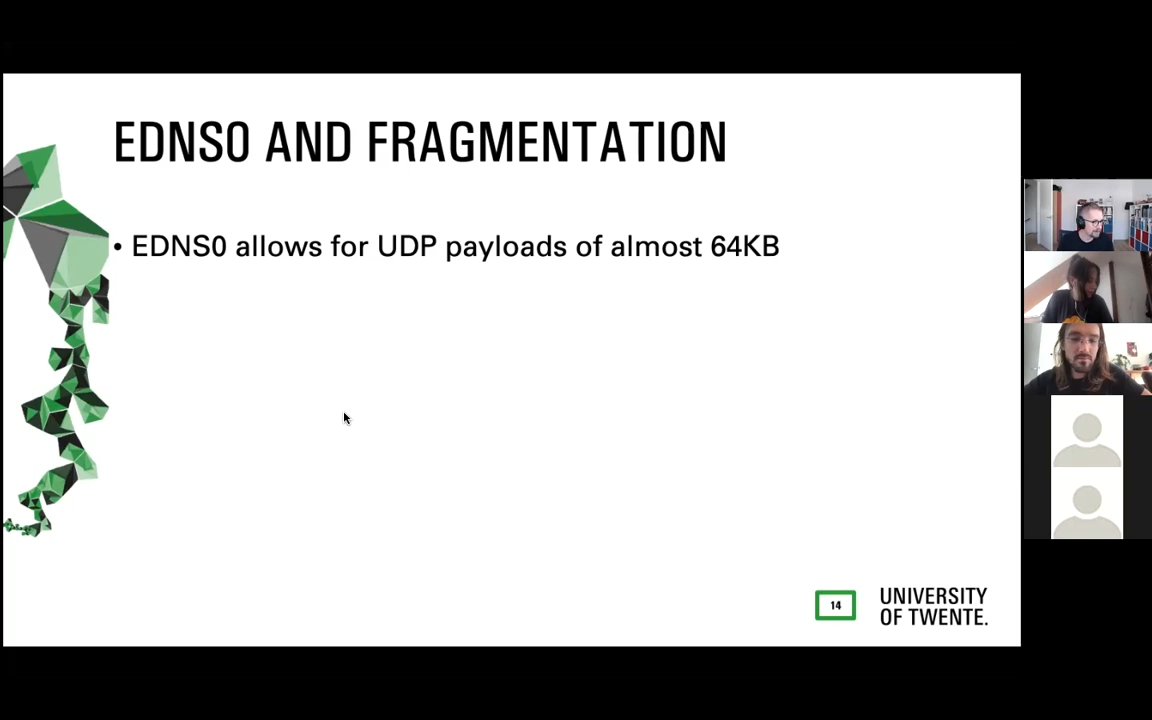 EDNS0 AND FRAGMENTATION
• EDNS0 allows for UDP payloads of almost 64KB
14
UNIVERSITY
OF TWENTE.